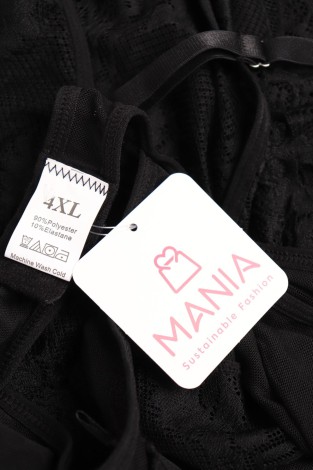 4XL
90%Polyester
10%Elastane
Machine Wash Cold
MANIA
Sustainable Fashion